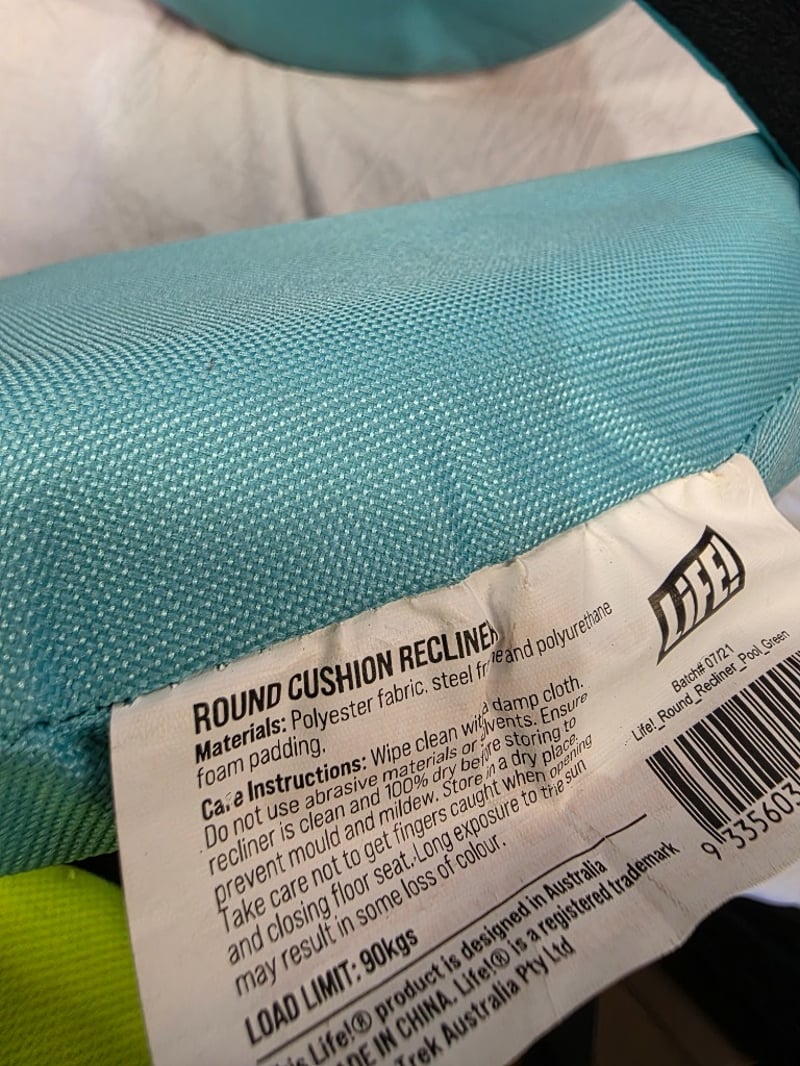 ROUND CUSHION RECLINER
Materials: Polyester fabric. steel and polyurethane
foam padding.
Care Instructions: Wipe clean with a damp cloth.
Do not use abrasive materials or solvents. Ensure
recliner is clean and 100% dry before storing to
prevent mould and mildew. Store in a dry place.
Take care not to get fingers caught when opening
and closing floor seat. Long exposure to the sun
may result in some loss of colour.
LOAD LIMIT: 90kgs
Life!® product is designed in Australia
IN CHINA. Life!® is a registered trademark
Trek Australia Pty Ltd
LiFE!
Batch# 07/21
Life!_Round_Recliner_Pool_Green
9 335603